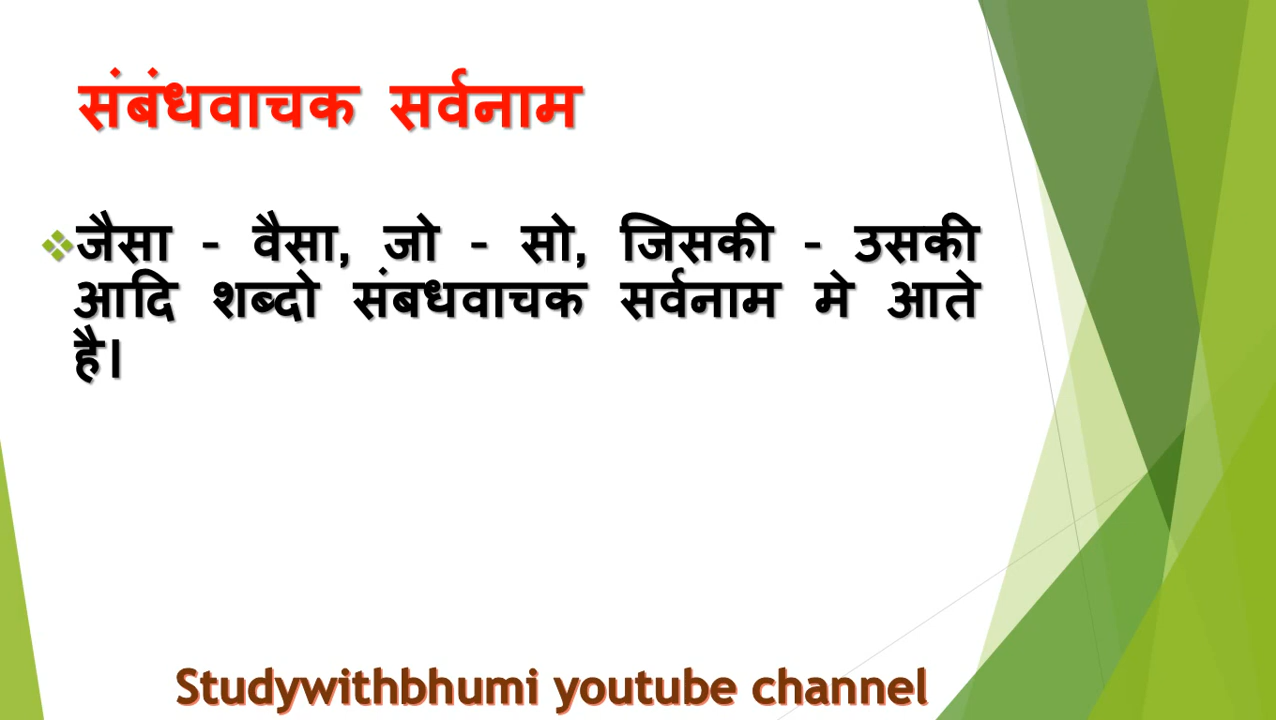 संबंधवाचक सर्वनाम
जैसा - वैसा, जो - सो, जिसकी - उसकी
आदि शब्दो संबधवाचक सर्वनाम मे आते
है।
Studywithbhumi youtube channel